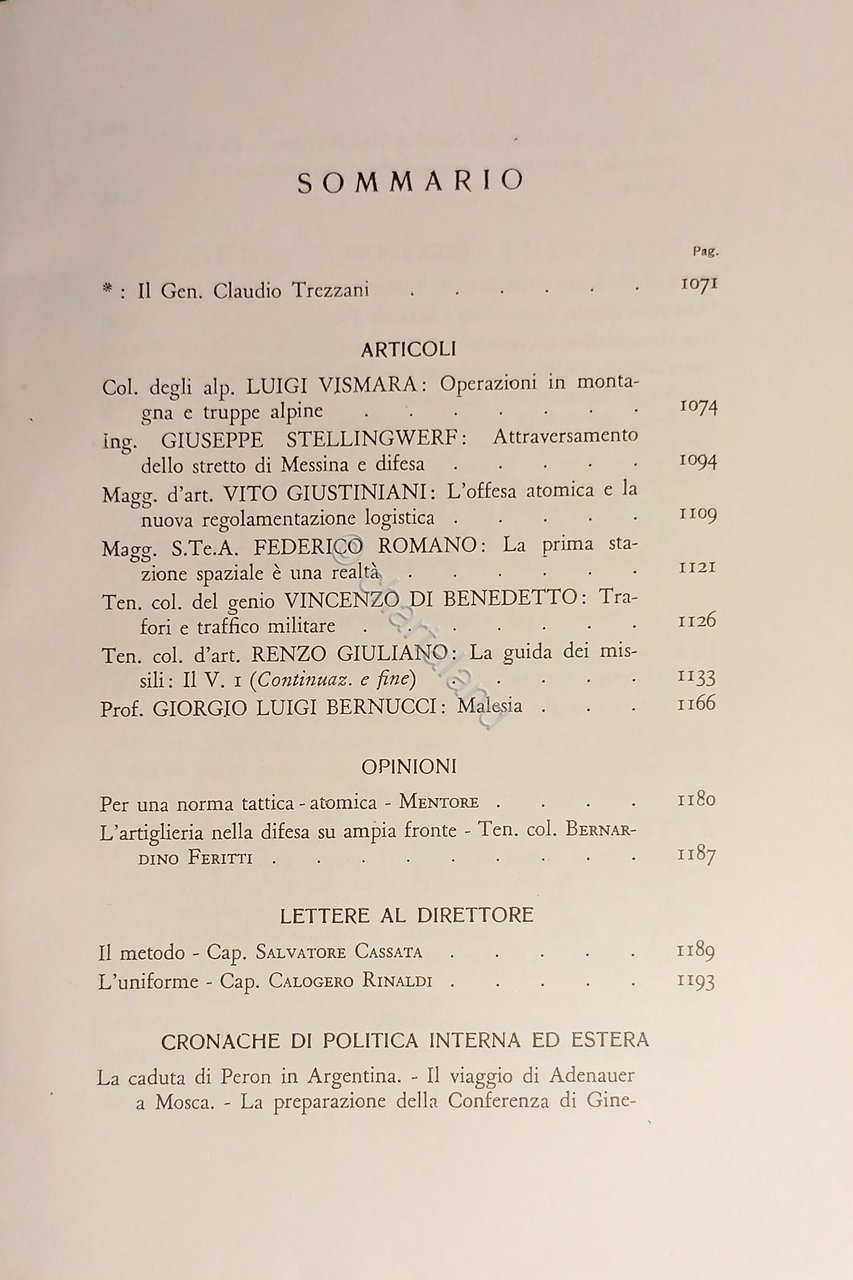 SOMMARIO
Pag.
* : Il Gen. Claudio Trezzani . . . . . . 1071
ARTICOLI
Col. degli alp. LUIGI VISMARA: Operazioni in monta-
gna e truppe alpine . . . . . . . 1074
ing. GIUSEPPE STELLINGWERF: Attraversamento
dello stretto di Messina e difesa . . . . . 1094
Magg. d'art. VITO GIUSTINIANI: L'offesa atomica e la
nuova regolamentazione logistica . . . . . 1109
Magg. S.Te.A. FEDERICO ROMANO: La prima sta-
zione spaziale è una realtà . . . . . . 1121
Ten. col. del genio VINCENZO DI BENEDETTO: Tra-
fori e traffico militare . . . . . . . 1126
Ten. col. d'art. RENZO GIULIANO: La guida dei mis-
sili: Il V. 1 (Continuaz. e fine) . . . . . 1133
Prof. GIORGIO LUIGI BERNUCCI: Malesia . . . 1166
OPINIONI
Per una norma tattica - atomica - MENTORE . . . . 1180
L'artiglieria nella difesa su ampia fronte - Ten. col. BERNAR-
DINO FERITTI . . . . . . . . . 1187
LETTERE AL DIRETTORE
Il metodo - Cap. SALVATORE CASSATA . . . . . 1189
L'uniforme - Cap. CALOGERO RINALDI . . . . . 1193
CRONACHE DI POLITICA INTERNA ED ESTERA
La caduta di Peron in Argentina. - Il viaggio di Adenauer
a Mosca. - La preparazione della Conferenza di Gine-
© chartaland